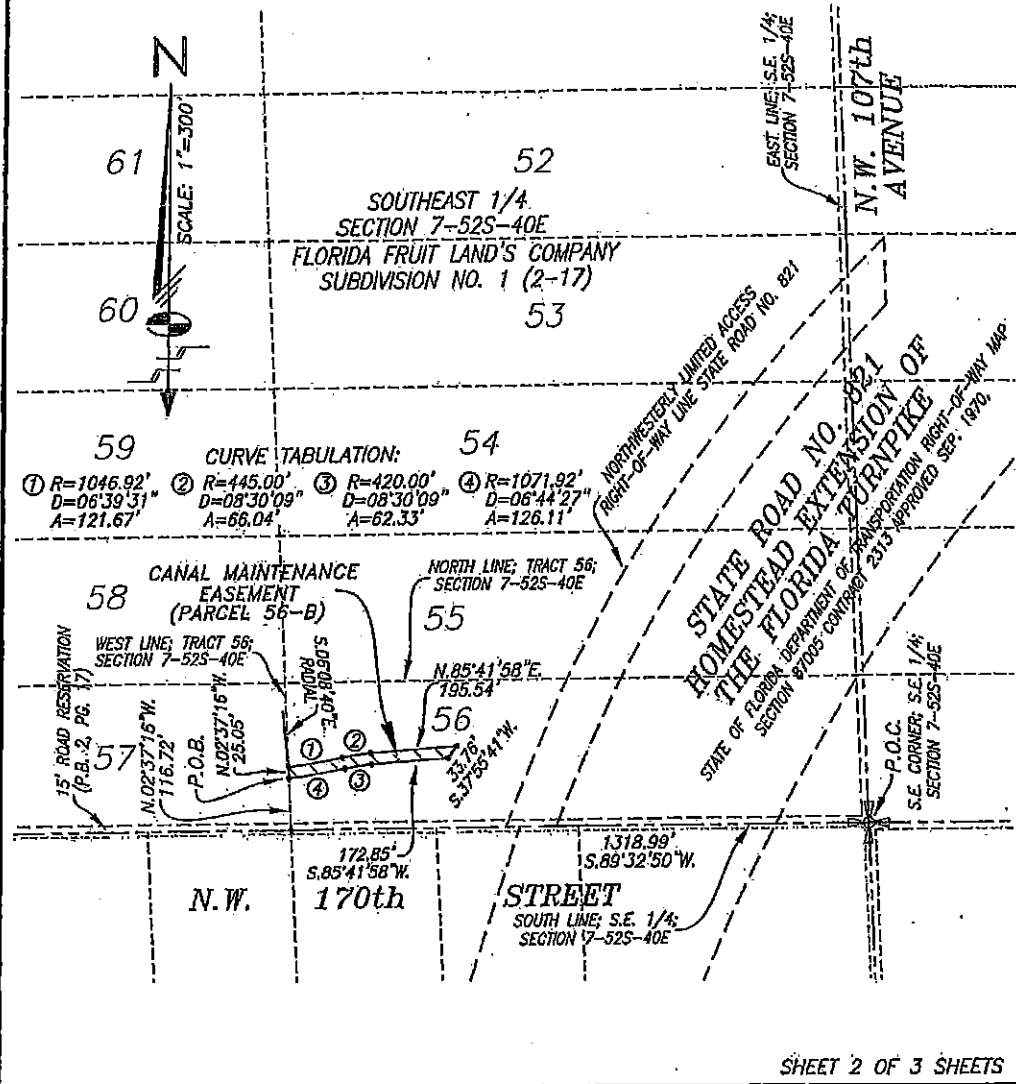 N
SCALE: 1"=300'
61
52
SOUTHEAST 1/4
SECTION 7-52S-40E
FLORIDA FRUIT LAND'S COMPANY
SUBDIVISION NO. 1 (2-17)
60
53
EAST LINE; S.E. 1/4;
SECTION 7-52S-40E
N.W. 107th
AVENUE
NORTHWESTERLY LIMITED ACCESS
RIGHT-OF-WAY LINE STATE ROAD NO. 821
59
54
CURVE TABULATION:
① R=1046.92' ② R=445.00' ③ R=420.00' ④ R=1071.92'
D=06°39'31" D=08°30'09" D=08°30'09" D=06°44'27"
A=121.67' A=66.04' A=62.33' A=126.11'
STATE ROAD NO. 821
HOMESTEAD EXTENSION OF
THE FLORIDA TURNPIKE
STATE OF FLORIDA DEPARTMENT OF TRANSPORTATION RIGHT-OF-WAY MAP
SECTION 87005 CONTRACT 2313 APPROVED SEP. 1970.
58
CANAL MAINTENANCE
EASEMENT
(PARCEL 56-B)
NORTH LINE; TRACT 56;
SECTION 7-52S-40E
55
WEST LINE; TRACT 56;
SECTION 7-52S-40E
S.06°08'40"E.
RADIAL
N.85°41'58"E.
195.54'
15' ROAD RESERVATION
(P.B. 2, PG. 17)
57
N.02°37'16"W.
116.72'
P.O.B.
N.02°37'16"W.
25.05'
①
②
56
④
③
33.76'
S.37°55'41"W.
P.O.C.
S.E. CORNER; S.E. 1/4;
SECTION 7-52S-40E
172.85'
S.85°41'58"W.
1318.99'
S.89°32'50"W.
N.W. 170th STREET
SOUTH LINE; S.E. 1/4;
SECTION 7-52S-40E
SHEET 2 OF 3 SHEETS